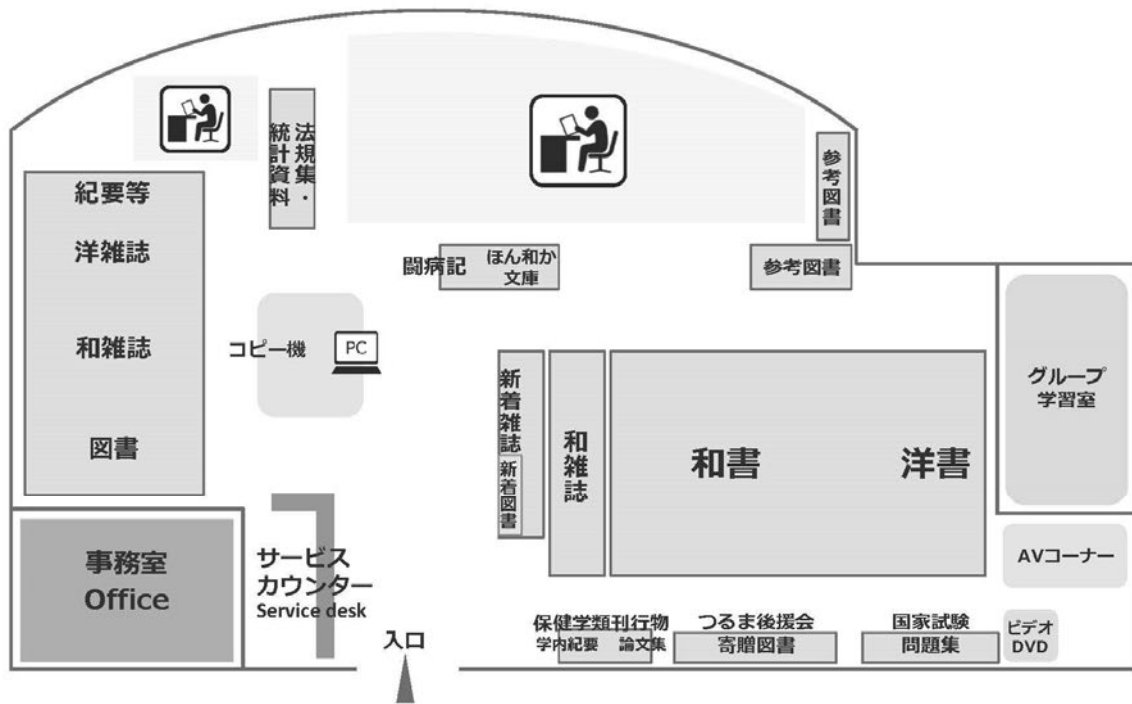 法規集・
統計資料
参考図書
紀要等
洋雑誌
和雑誌
図書
闘病記
ほん和か
文庫
参考図書
コピー機
PC
新着雑誌
新着図書
和雑誌
和書
洋書
グループ
学習室
AVコーナー
事務室
Office
サービス
カウンター
Service desk
入口
保健学類刊行物
学内紀要 論文集
つるま後援会
寄贈図書
国家試験
問題集
ビデオ
DVD